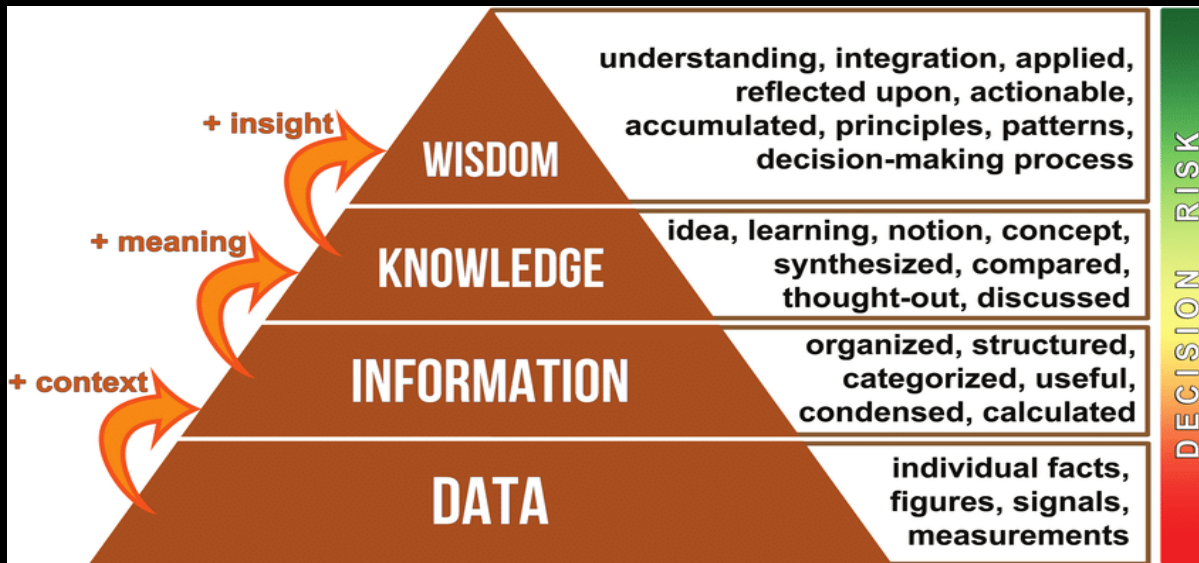 understanding, integration, applied,
reflected upon, actionable,
accumulated, principles, patterns,
decision-making process
+ insight
WISDOM
idea, learning, notion, concept,
synthesized, compared,
thought-out, discussed
+ meaning
KNOWLEDGE
organized, structured,
categorized, useful,
condensed, calculated
+ context
INFORMATION
individual facts,
figures, signals,
measurements
DATA
DECISION RISK